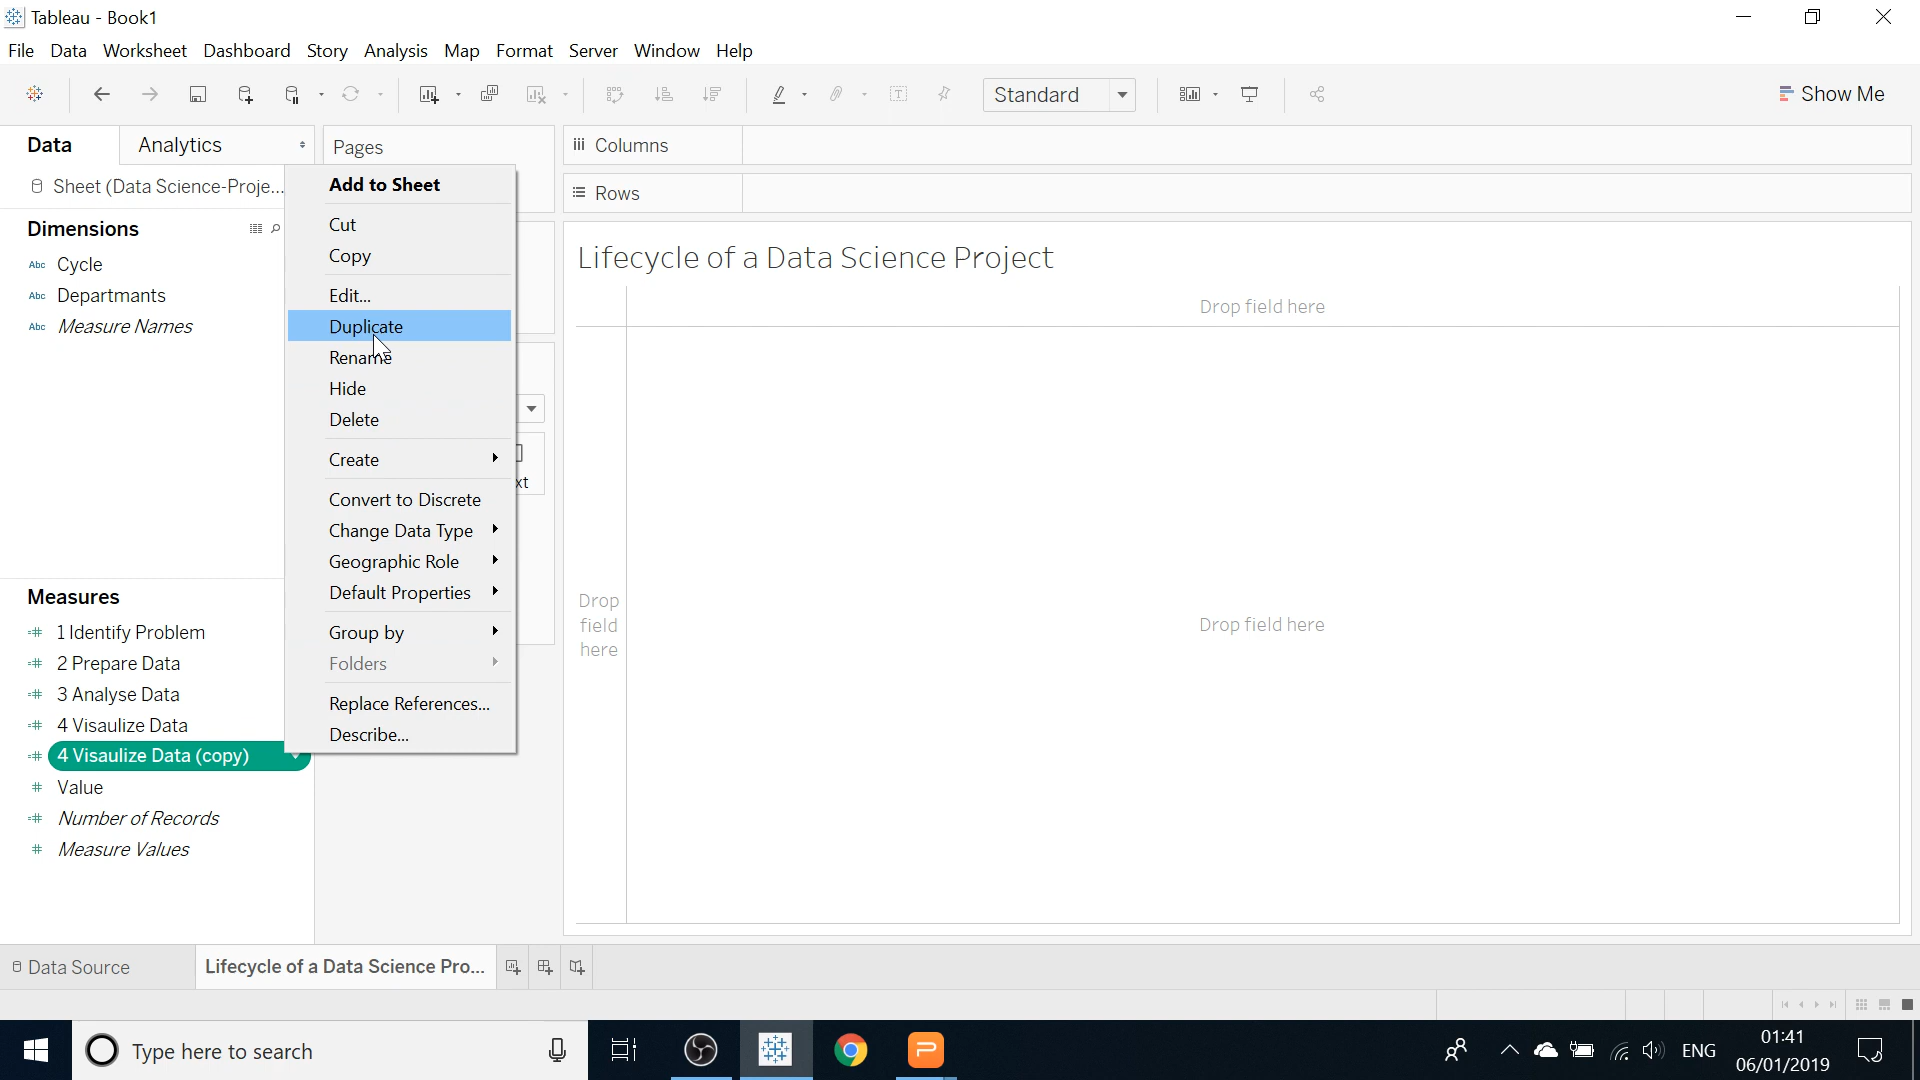 Tableau - Book1
File Data Worksheet Dashboard Story Analysis Map Format Server Window Help
Standard
Show Me
Data
Analytics
Pages
Columns
Sheet (Data Science-Proje...
Rows
Add to Sheet
Cut
Copy
Edit...
Duplicate
Rename
Hide
Delete
Create
Convert to Discrete
Change Data Type
Geographic Role
Default Properties
Group by
Folders
Replace References...
Describe...
Dimensions
Abc Cycle
Abc Departmants
Abc Measure Names
xt
Lifecycle of a Data Science Project
Drop field here
Drop
field
here
Drop field here
Measures
1 Identify Problem
2 Prepare Data
3 Analyse Data
4 Visaulize Data
4 Visaulize Data (copy)
Value
Number of Records
Measure Values
Data Source
Lifecycle of a Data Science Pro...
Type here to search
ENG
01:41
06/01/2019